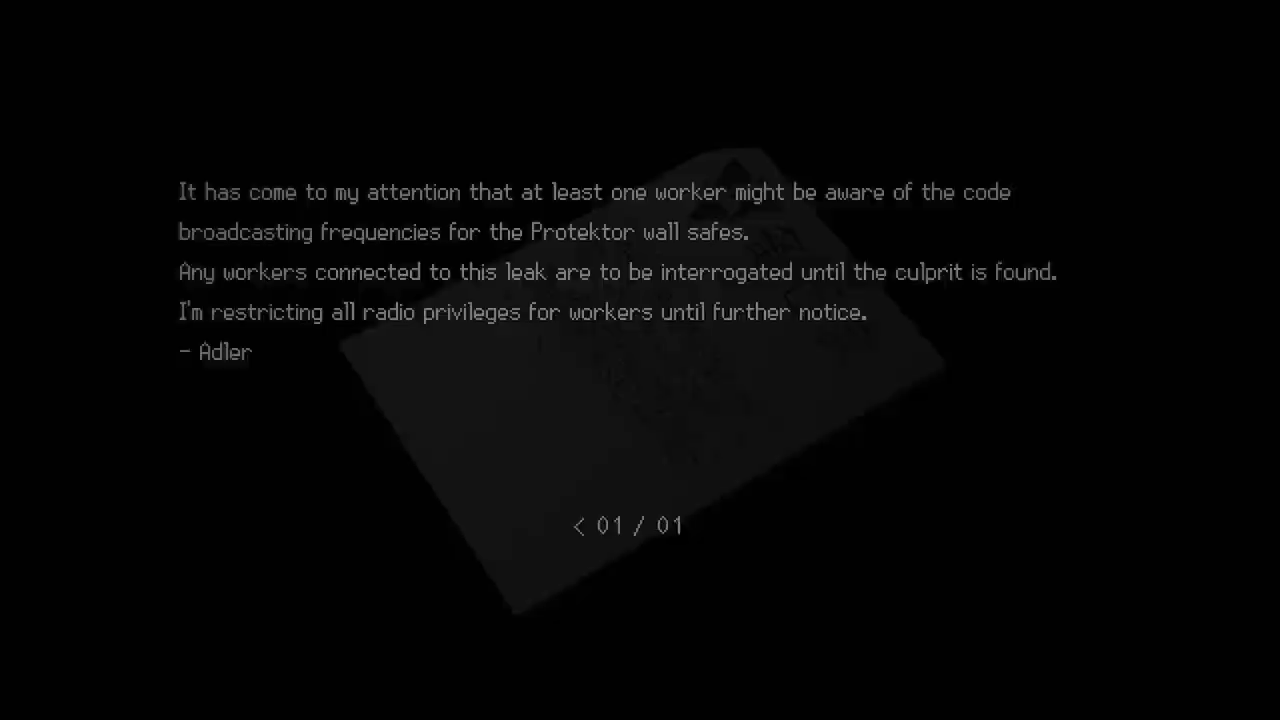 It has come to my attention that at least one worker might be aware of the code
broadcasting frequencies for the Protektor wall safes.
Any workers connected to this leak are to be interrogated until the culprit is found.
I'm restricting all radio privileges for workers until further notice.
- Adler
< 01 / 01